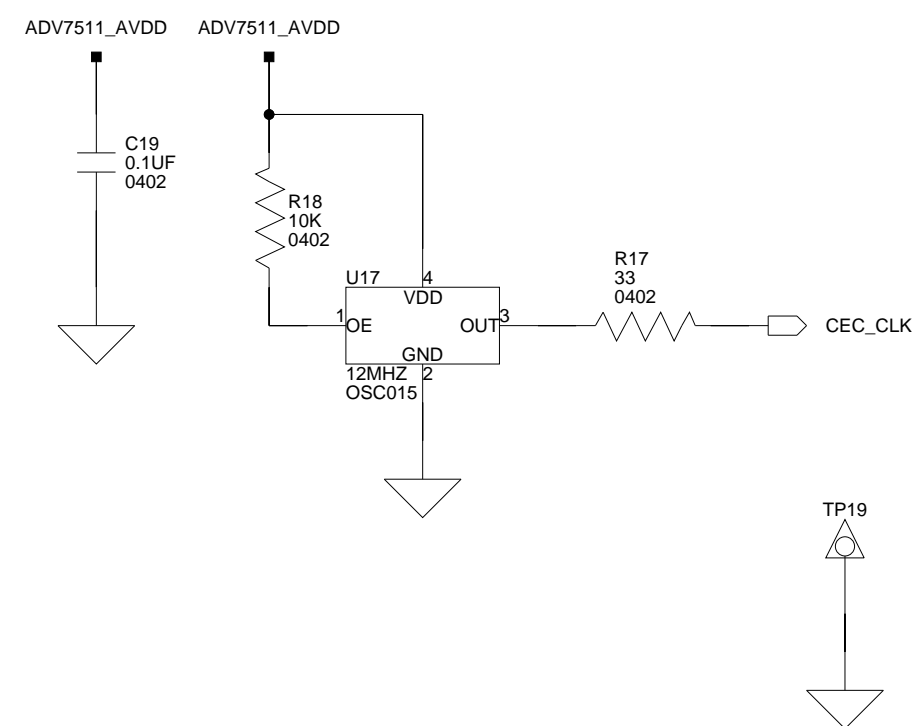 ADV7511_AVDD
ADV7511_AVDD
C19
0.1UF
0402
R18
10K
0402
U17
4
VDD
1
OE
OUT
3
GND
2
12MHZ
OSC015
R17
33
0402
CEC_CLK
TP19